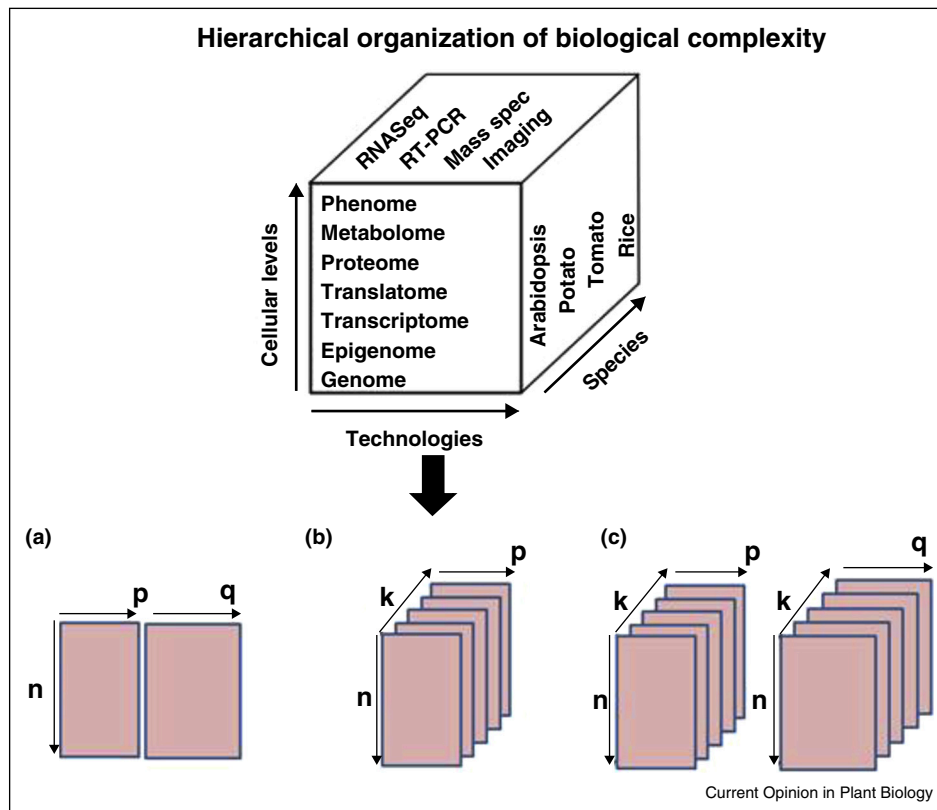 Hierarchical organization of biological complexity
RNASeq
RT-PCR
Mass spec
Imaging
Cellular levels
Phenome
Metabolome
Proteome
Translatome
Transcriptome
Epigenome
Genome
Arabidopsis
Potato
Tomato
Rice
Species
Technologies
(a)
p
q
n
(b)
p
k
n
(c)
p
k
n
q
k
n
Current Opinion in Plant Biology